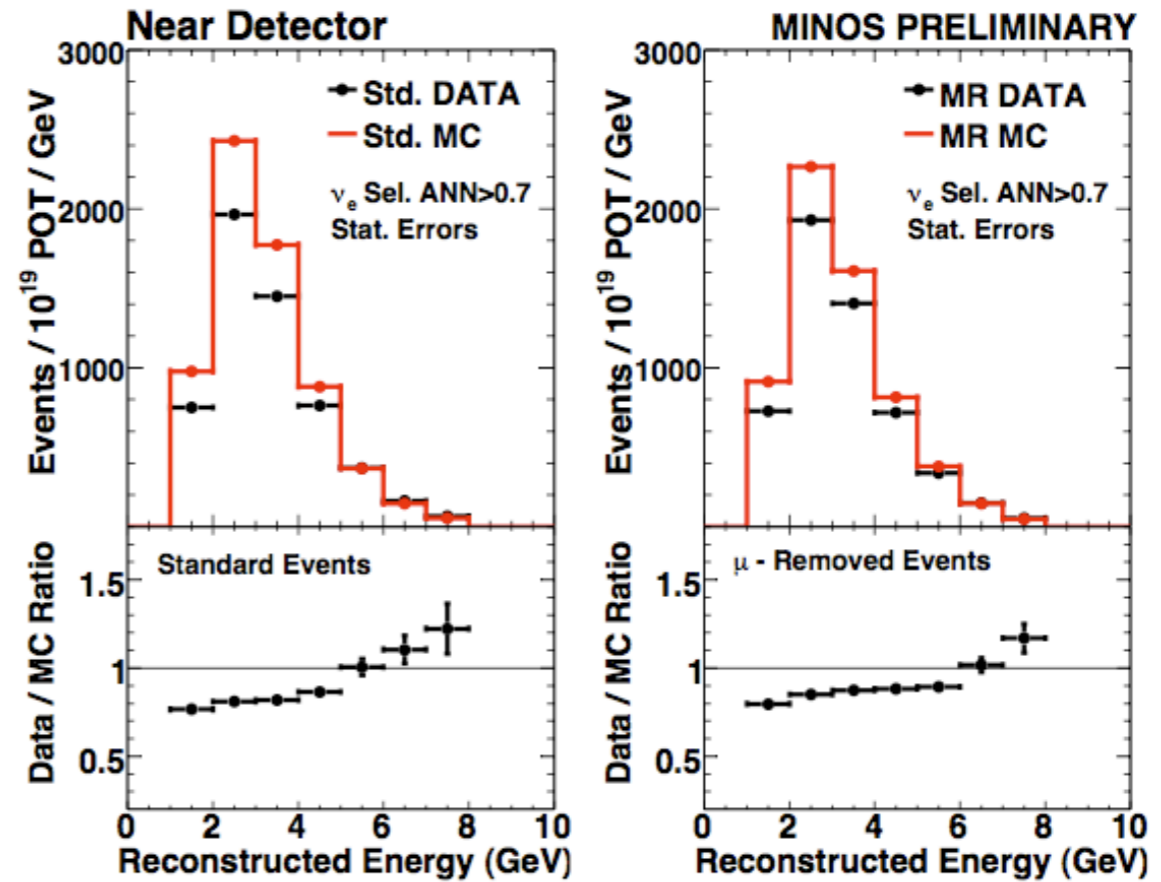 Near Detector
3000
Std. DATA
Std. MC
νe Sel. ANN>0.7
Stat. Errors
2000
1000
Events / 10^19 POT / GeV
Standard Events
1.5
1
0.5
Data / MC Ratio
0 2 4 6 8 10
Reconstructed Energy (GeV)
MINOS PRELIMINARY
3000
MR DATA
MR MC
νe Sel. ANN>0.7
Stat. Errors
2000
1000
Events / 10^19 POT / GeV
μ - Removed Events
1.5
1
0.5
Data / MC Ratio
0 2 4 6 8 10
Reconstructed Energy (GeV)